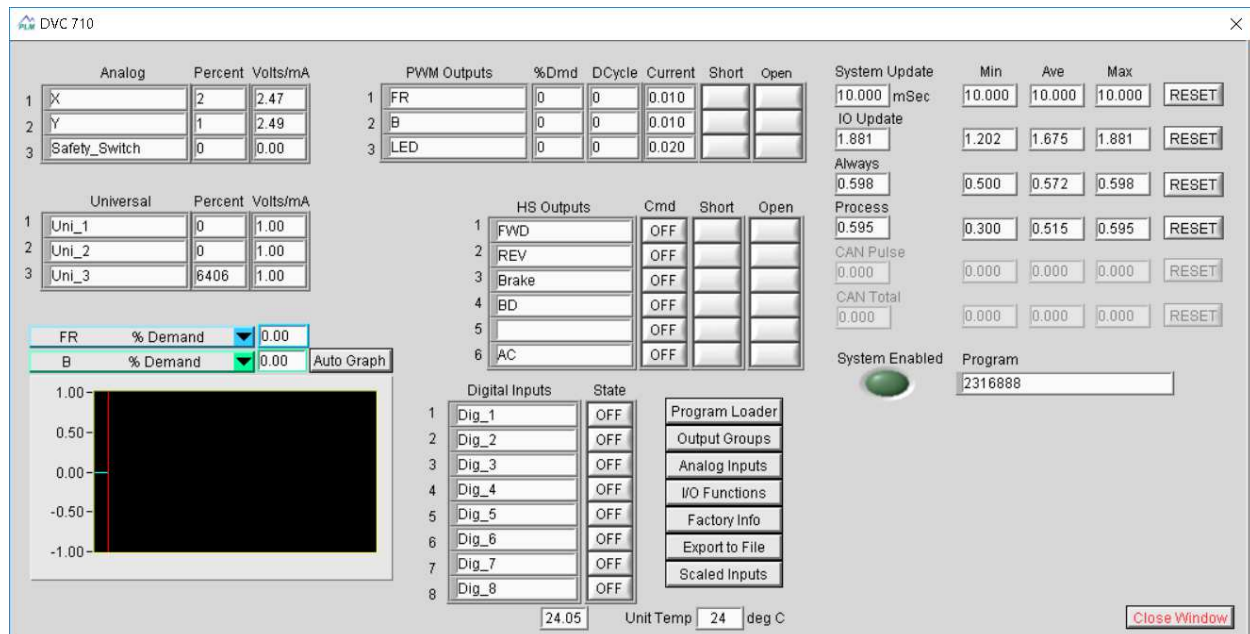 PLM DVC 710
Analog Percent Volts/mA
1 X 2 2.47
2 Y 1 2.49
3 Safety_Switch 0 0.00
Universal Percent Volts/mA
1 Uni_1 0 1.00
2 Uni_2 0 1.00
3 Uni_3 6406 1.00
FR % Demand 0.00
B % Demand 0.00 Auto Graph
1.00
0.50
0.00
-0.50
-1.00
PWM Outputs %Dmd DCycle Current Short Open
1 FR 0 0 0.010
2 B 0 0 0.010
3 LED 0 0 0.020
HS Outputs Cmd Short Open
1 FWD OFF
2 REV OFF
3 Brake OFF
4 BD OFF
5 OFF
6 AC OFF
Digital Inputs State
1 Dig_1 OFF
2 Dig_2 OFF
3 Dig_3 OFF
4 Dig_4 OFF
5 Dig_5 OFF
6 Dig_6 OFF
7 Dig_7 OFF
8 Dig_8 OFF
Program Loader
Output Groups
Analog Inputs
I/O Functions
Factory Info
Export to File
Scaled Inputs
24.05 Unit Temp 24 deg C
System Update Min Ave Max
10.000 mSec 10.000 10.000 10.000 RESET
IO Update
1.881 1.202 1.675 1.881 RESET
Always
0.598 0.500 0.572 0.598 RESET
Process
0.595 0.300 0.515 0.595 RESET
CAN Pulse
0.000 0.000 0.000 0.000 RESET
CAN Total
0.000 0.000 0.000 0.000 RESET
System Enabled Program
2316888
Close Window